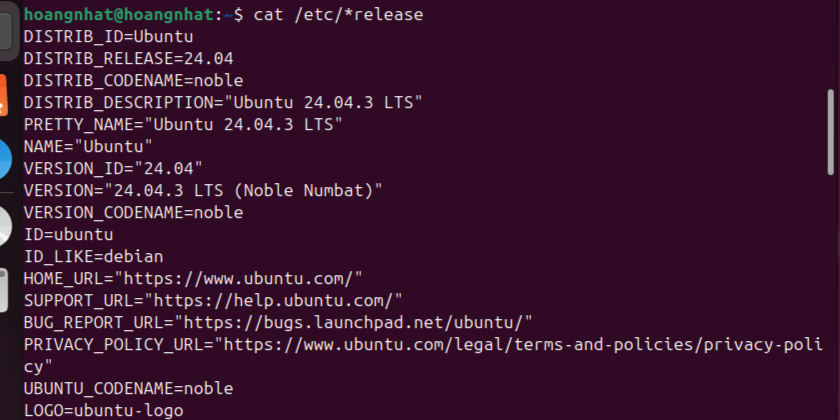 hoangnhat@hoangnhat:~$ cat /etc/*release
DISTRIB_ID=Ubuntu
DISTRIB_RELEASE=24.04
DISTRIB_CODENAME=noble
DISTRIB_DESCRIPTION="Ubuntu 24.04.3 LTS"
PRETTY_NAME="Ubuntu 24.04.3 LTS"
NAME="Ubuntu"
VERSION_ID="24.04"
VERSION="24.04.3 LTS (Noble Numbat)"
VERSION_CODENAME=noble
ID=ubuntu
ID_LIKE=debian
HOME_URL="https://www.ubuntu.com/"
SUPPORT_URL="https://help.ubuntu.com/"
BUG_REPORT_URL="https://bugs.launchpad.net/ubuntu/"
PRIVACY_POLICY_URL="https://www.ubuntu.com/legal/terms-and-policies/privacy-poli
cy"
UBUNTU_CODENAME=noble
LOGO=ubuntu-logo